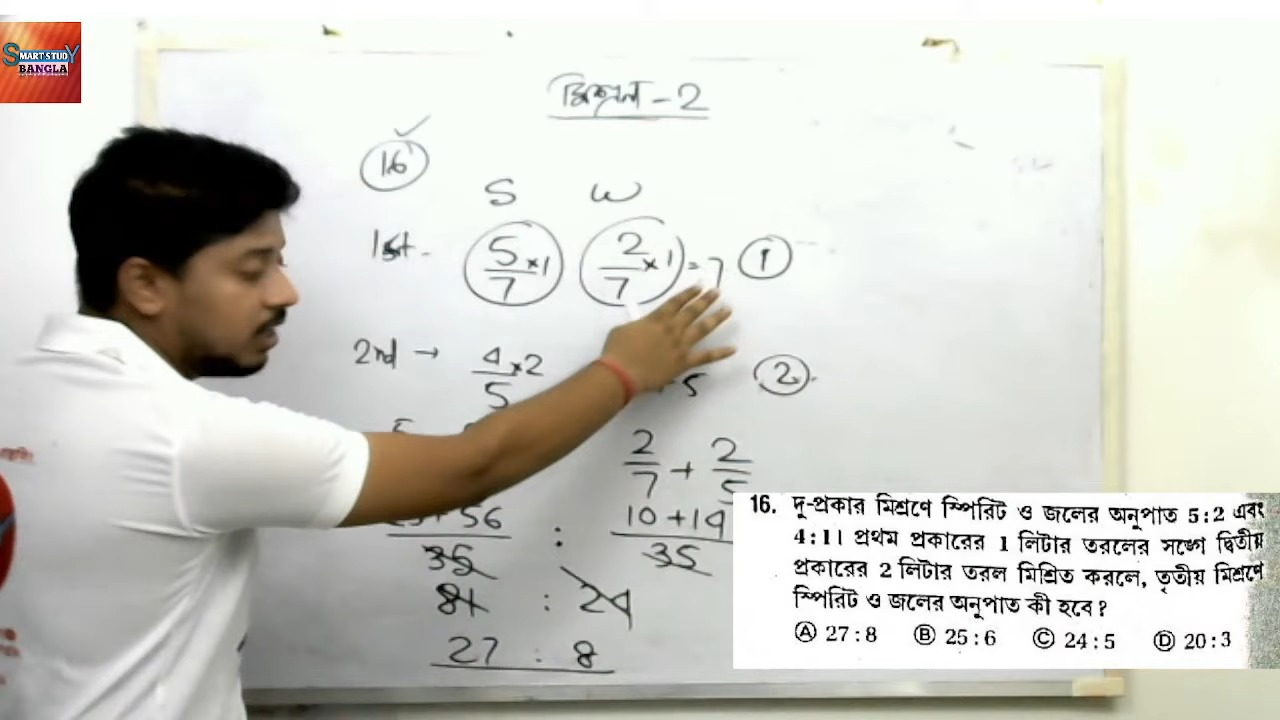 SMART STUDY
BANGLA
মিশ্রণ - 2
16
S W
1st - 5/7 × 1 2/7 × 1 = 7 1
2nd → 4/5 × 2 5 2
2/7 + 2/5
56/35 : 10 + 14/35
81 : 24
27 : 8
16. দু-প্রকার মিশ্রণে স্পিরিট ও জলের অনুপাত 5 : 2 এবং
4 : 1। প্রথম প্রকারের 1 লিটার তরলের সঙ্গে দ্বিতীয়
প্রকারের 2 লিটার তরল মিশ্রিত করলে, তৃতীয় মিশ্রণে
স্পিরিট ও জলের অনুপাত কী হবে?
Ⓐ 27 : 8 Ⓑ 25 : 6 Ⓒ 24 : 5 Ⓓ 20 : 3